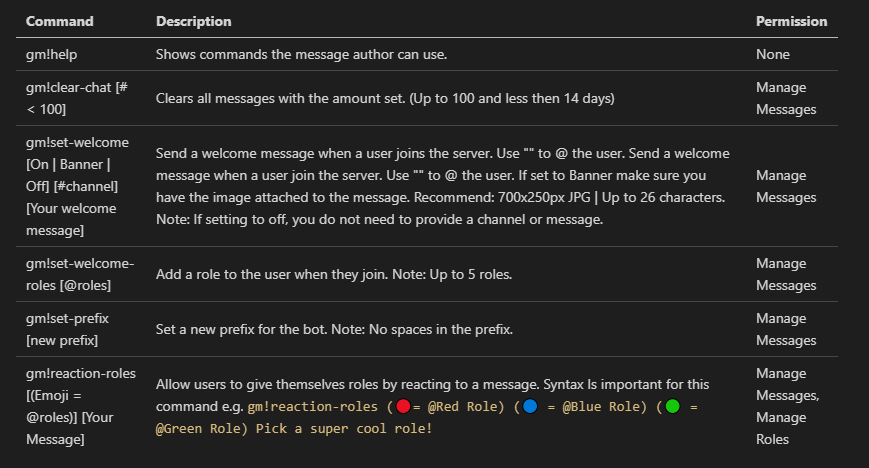 Command Description Permission
gm!help Shows commands the message author can use. None
gm!clear-chat [#
< 100]
Clears all messages with the amount set. (Up to 100 and less then 14 days)
Manage
Messages
gm!set-welcome
[On | Banner |
Off] [#channel]
[Your welcome
message]
Send a welcome message when a user joins the server. Use "" to @ the user. Send a welcome
message when a user join the server. Use "" to @ the user. If set to Banner make sure you
have the image attached to the message. Recommend: 700x250px JPG | Up to 26 characters.
Note: If setting to off, you do not need to provide a channel or message.
Manage
Messages
gm!set-welcome-
roles [@roles]
Add a role to the user when they join. Note: Up to 5 roles.
Manage
Messages
gm!set-prefix
[new prefix]
Set a new prefix for the bot. Note: No spaces in the prefix.
Manage
Messages
gm!reaction-roles
[(Emoji =
@roles)] [Your
Message]
Allow users to give themselves roles by reacting to a message. Syntax Is important for this
command e.g. gm!reaction-roles (🔴= @Red Role) (🔵 = @Blue Role) (🟢 =
@Green Role) Pick a super cool role!
Manage
Messages,
Manage
Roles